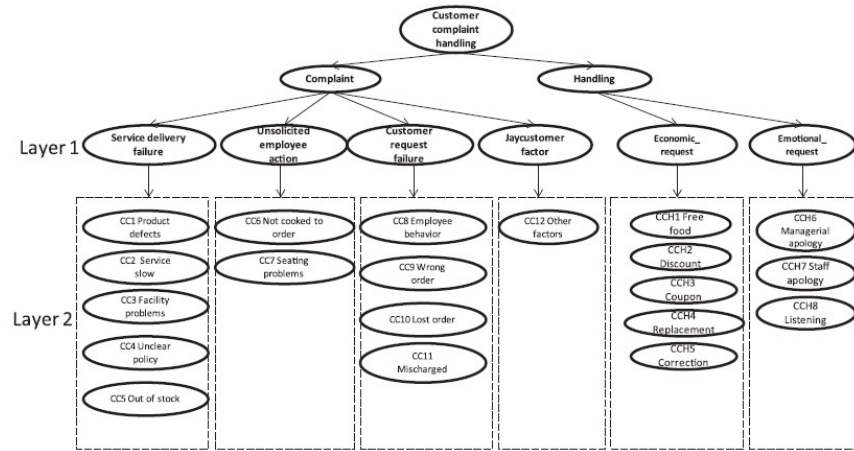 Customer
complaint
handling
Complaint
Handling
Layer 1
Service delivery
failure
Unsolicited
employee
action
Customer
request
failure
Jaycustomer
factor
Economic_
request
Emotional_
request
Layer 2
CC1 Product
defects
CC2 Service
slow
CC3 Facility
problems
CC4 Unclear
policy
CC5 Out of stock
CC6 Not cooked to
order
CC7 Seating problems
CC8 Employee
behavior
CC9 Wrong
order
CC10 Lost order
CC11
Mischarged
CC12 Other
factors
CCH1 Free
food
CCH2
Discount
CCH3
Coupon
CCH4
Replacement
CCH5
Correction
CCH6
Managerial
apology
CCH7 Staff
apology
CCH8
Listening